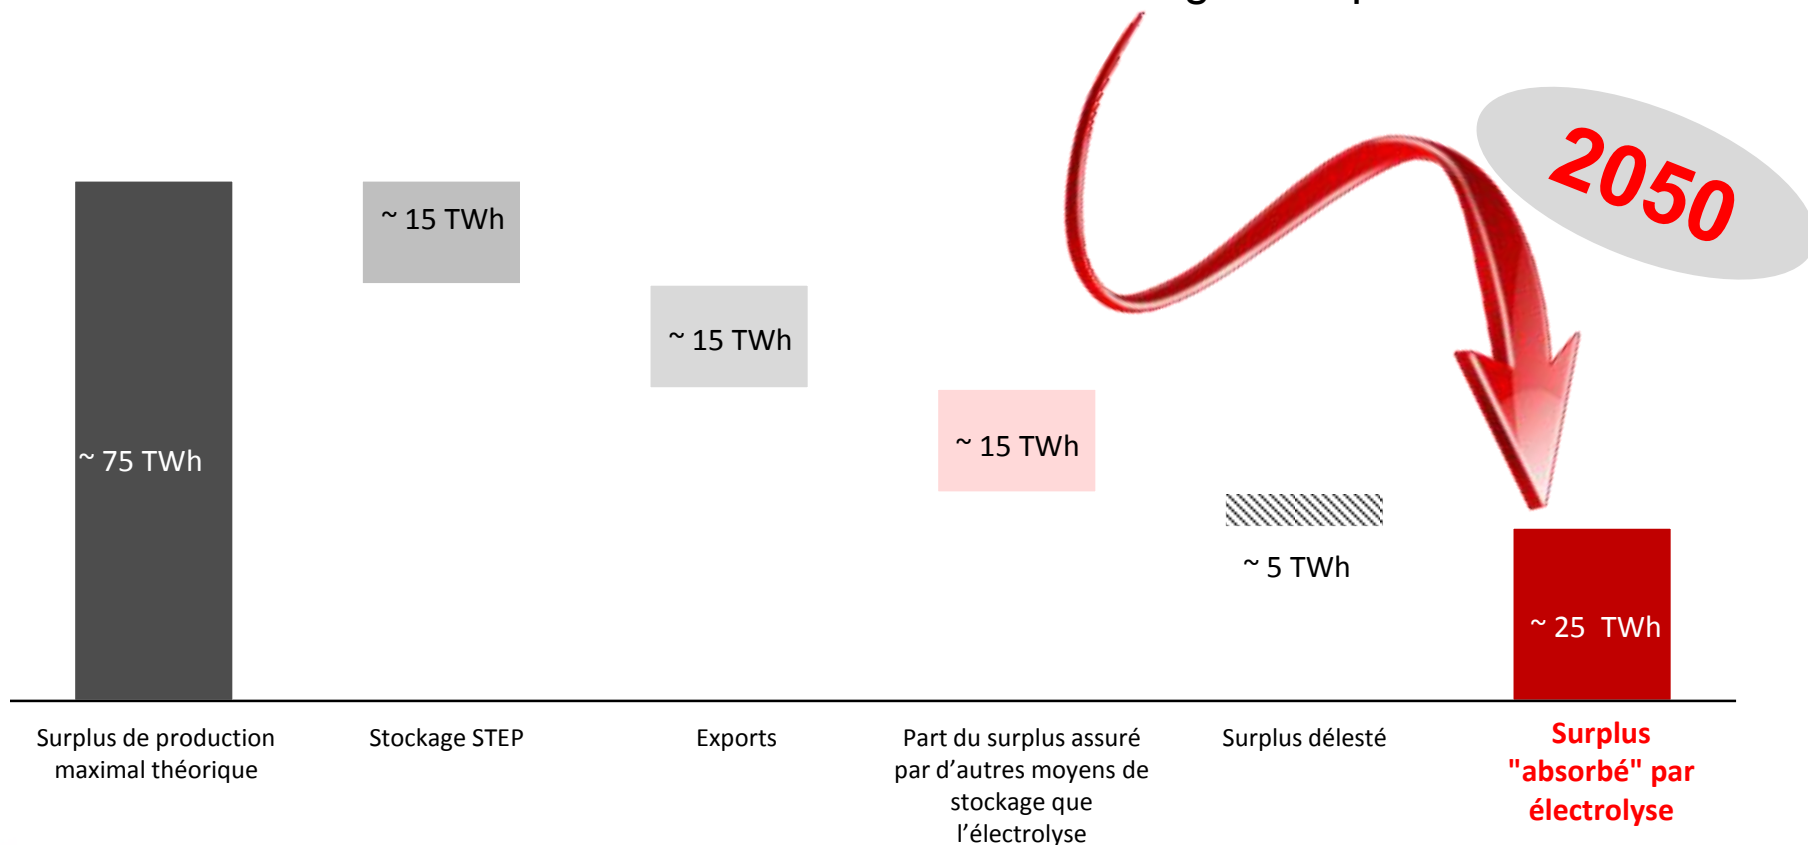 2050
~ 15 TWh
~ 15 TWh
~ 15 TWh
~ 75 TWh
~ 5 TWh
~ 25 TWh
Surplus de production
maximal théorique
Stockage STEP
Exports
Part du surplus assuré
par d’autres moyens de
stockage que
l’électrolyse
Surplus délesté
Surplus
"absorbé" par
électrolyse